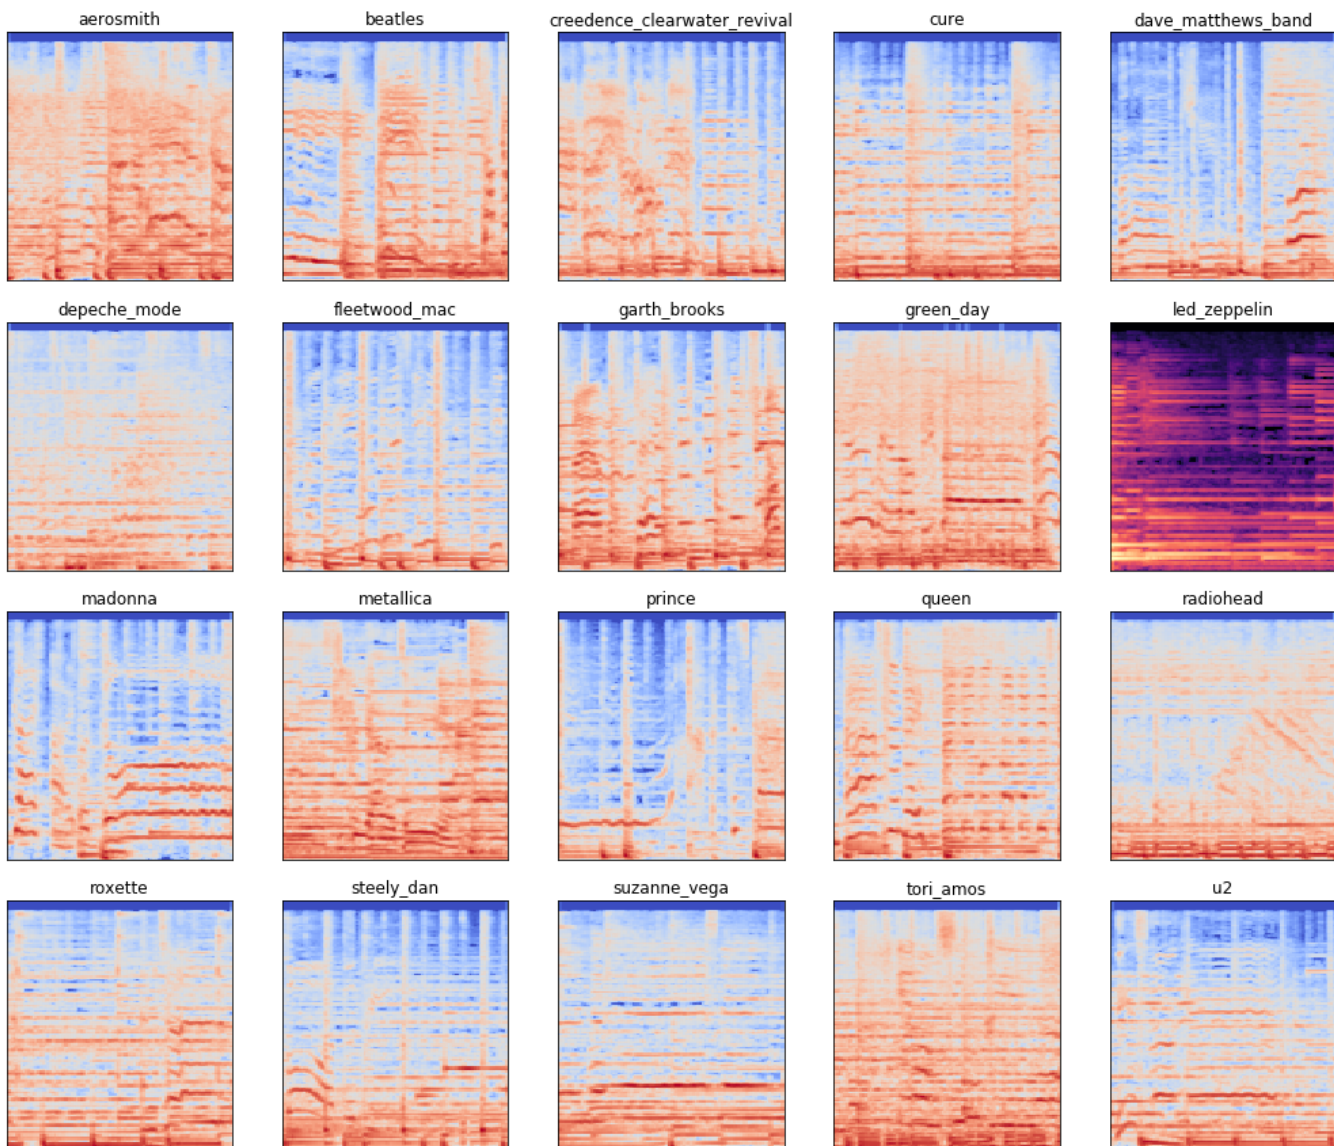 aerosmith
beatles
creedence_clearwater_revival
cure
dave_matthews_band
depeche_mode
fleetwood_mac
garth_brooks
green_day
led_zeppelin
madonna
metallica
prince
queen
radiohead
roxette
steely_dan
suzanne_vega
tori_amos
u2